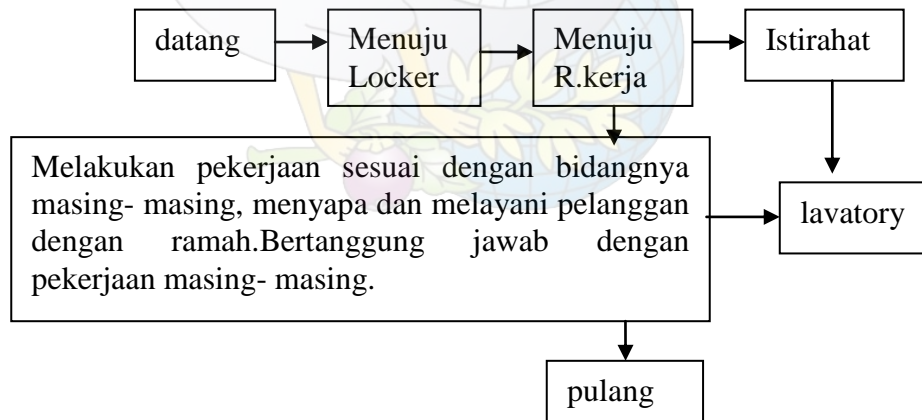 datang
Menuju
Locker
Menuju
R.kerja
Istirahat
Melakukan pekerjaan sesuai dengan bidangnya
masing- masing, menyapa dan melayani pelanggan
dengan ramah.Bertanggung jawab dengan
pekerjaan masing- masing.
lavatory
pulang